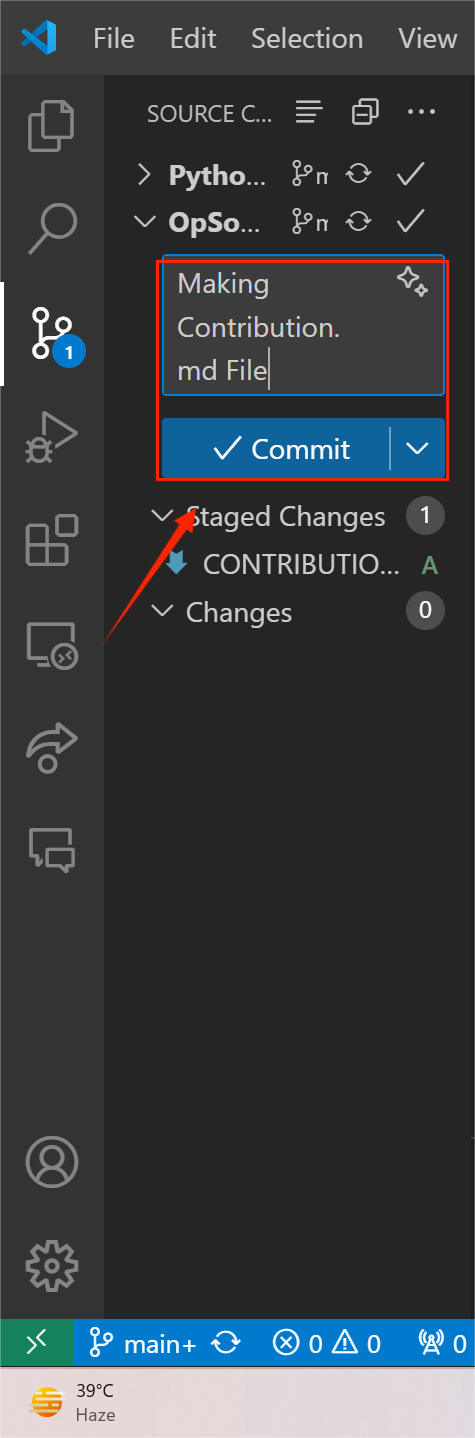 File Edit Selection View
SOURCE C...
Pytho... m
OpSo... m
Making
Contribution.
md File
1
Commit
Staged Changes 1
CONTRIBUTIO... A
Changes 0
main+ 0 0 0
39°C
Haze